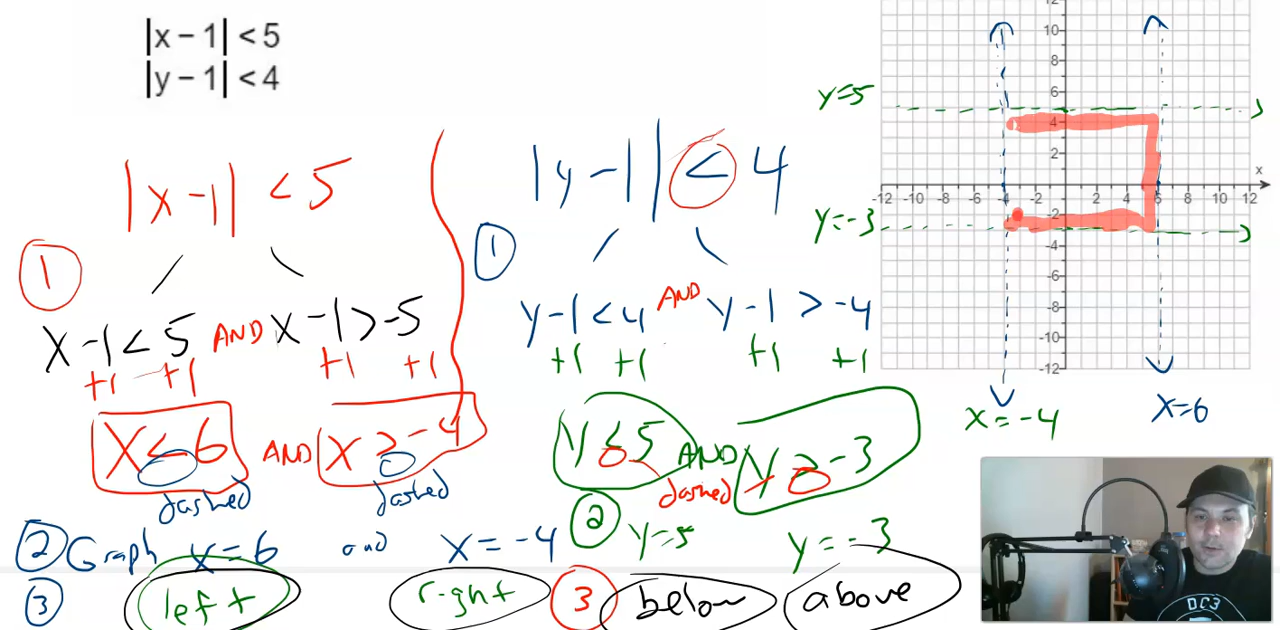 |x − 1| < 5
|y − 1| < 4
|x −1| < 5
|y −1| < 4
1
1
x −1 < 5 AND x −1 > -5
+1 +1 +1 +1
y −1 < 4 AND y −1 > -4
+1 +1 +1 +1
x < 6 AND x > -4
dashed dashed
y < 5 AND y > -3
dashed
2 Graph x = 6 and x = -4
2 y = 5 y = -3
3 left right
3 below above
y=5
y=-3
x=-4
x=6
x
12
10
8
6
4
2
-2
-4
-6
-8
-10
-12
-12 -10 -8 -6 -4 -2 2 4 6 8 10 12
DC3